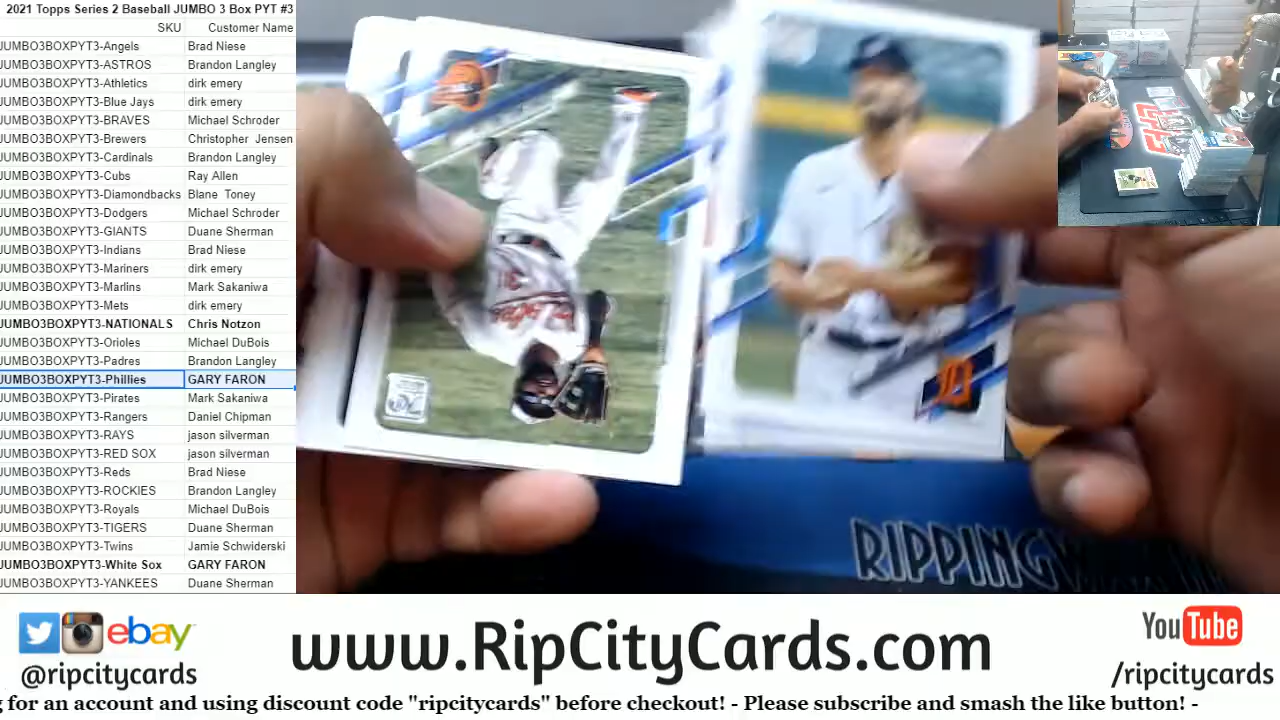 2021 Topps Series 2 Baseball JUMBO 3 Box PYT #3
SKU Customer Name
JUMBO3BOXPYT3-Angels Brad Niese
JUMBO3BOXPYT3-ASTROS Brandon Langley
JUMBO3BOXPYT3-Athletics dirk emery
JUMBO3BOXPYT3-Blue Jays dirk emery
JUMBO3BOXPYT3-BRAVES Michael Schroder
JUMBO3BOXPYT3-Brewers Christopher Jensen
JUMBO3BOXPYT3-Cardinals Brandon Langley
JUMBO3BOXPYT3-Cubs Ray Allen
JUMBO3BOXPYT3-Diamondbacks Blane Toney
JUMBO3BOXPYT3-Dodgers Michael Schroder
JUMBO3BOXPYT3-GIANTS Duane Sherman
JUMBO3BOXPYT3-Indians Brad Niese
JUMBO3BOXPYT3-Mariners dirk emery
JUMBO3BOXPYT3-Marlins Mark Sakaniwa
JUMBO3BOXPYT3-Mets dirk emery
JUMBO3BOXPYT3-NATIONALS Chris Notzon
JUMBO3BOXPYT3-Orioles Michael DuBois
JUMBO3BOXPYT3-Padres Brandon Langley
JUMBO3BOXPYT3-Phillies GARY FARON
JUMBO3BOXPYT3-Pirates Mark Sakaniwa
JUMBO3BOXPYT3-Rangers Daniel Chipman
JUMBO3BOXPYT3-RAYS jason silverman
JUMBO3BOXPYT3-RED SOX jason silverman
JUMBO3BOXPYT3-Reds Brad Niese
JUMBO3BOXPYT3-ROCKIES Brandon Langley
JUMBO3BOXPYT3-Royals Michael DuBois
JUMBO3BOXPYT3-TIGERS Duane Sherman
JUMBO3BOXPYT3-Twins Jamie Schwiderski
JUMBO3BOXPYT3-White Sox GARY FARON
JUMBO3BOXPYT3-YANKEES Duane Sherman
70
ebay
@ripcitycards
www.RipCityCards.com
YouTube
/ripcitycards
g for an account and using discount code "ripcitycards" before checkout! - Please subscribe and smash the like button! -